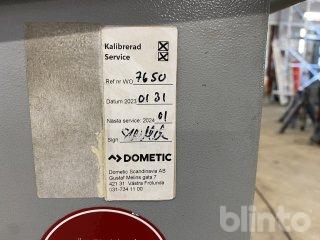 Kalibrerad
Service
Ref nr WO 7650
Datum 2023 01 31
Nästa service: 2024 01
Sign
DOMETIC
Dometic Scandinavia AB
Gustaf Melins gata 7
421 31 Västra Frölunda
031-734 11 00
blinto